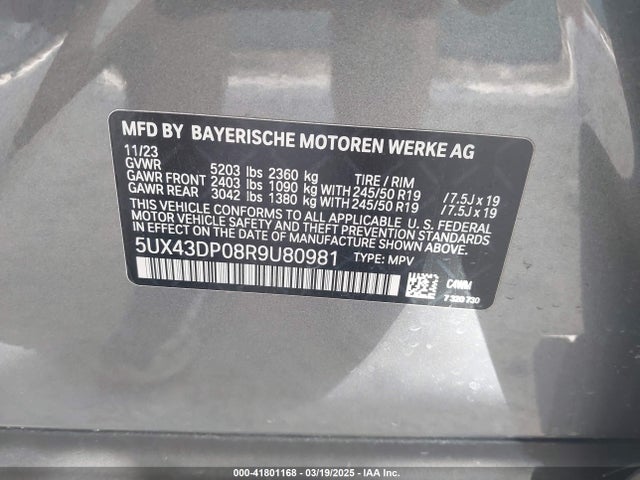 MFD BY BAYERISCHE MOTOREN WERKE AG
11/23
GVWR 5203 lbs 2360 kg TIRE / RIM
GAWR FRONT 2403 lbs 1090 kg WITH 245/50 R19 / 7.5J x 19
GAWR REAR 3042 lbs 1380 kg WITH 245/50 R19 / 7.5J x 19
THIS VEHICLE CONFORMS TO ALL APPLICABLE U.S. FEDERAL
MOTOR VEHICLE SAFETY AND THEFT PREVENTION STANDARDS
IN EFFECT ON THE DATE OF MANUFACTURE SHOWN ABOVE.
5UX43DP08R9U80981 TYPE: MPV
C4WM
7 320 730
000-41801168 — 03/19/2025 — IAA Inc.